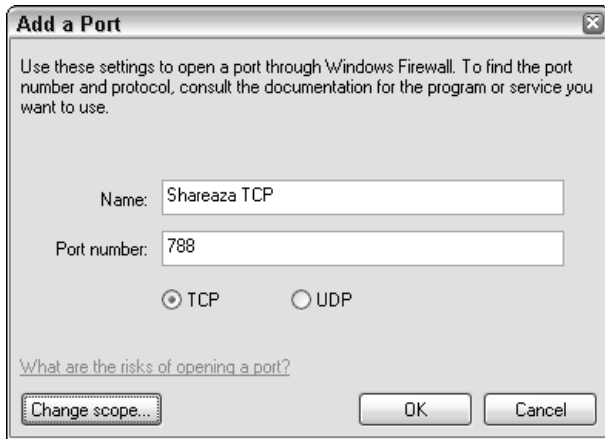 Add a Port
Use these settings to open a port through Windows Firewall. To find the port
number and protocol, consult the documentation for the program or service you
want to use.
Name: Shareaza TCP
Port number: 788
TCP UDP
What are the risks of opening a port?
Change scope... OK Cancel